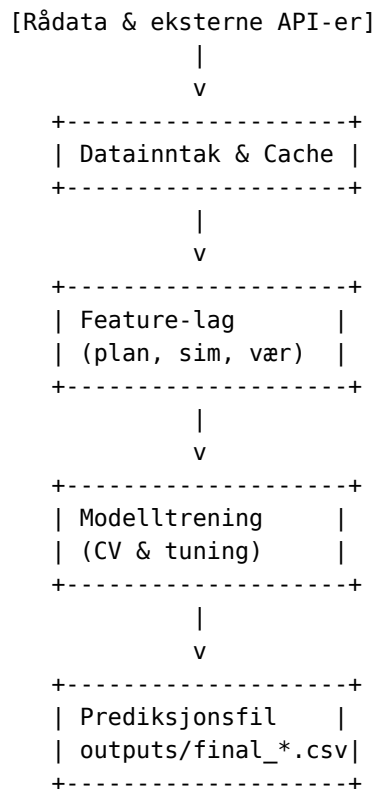 [Rådata & eksterne API-er]
|
v
+--------------------+
| Datainntak & Cache |
+--------------------+
|
v
+--------------------+
| Feature-lag |
| (plan, sim, vær) |
+--------------------+
|
v
+--------------------+
| Modelltrening |
| (CV & tuning) |
+--------------------+
|
v
+--------------------+
| Prediksjonsfil |
| outputs/final_*.csv|
+--------------------+